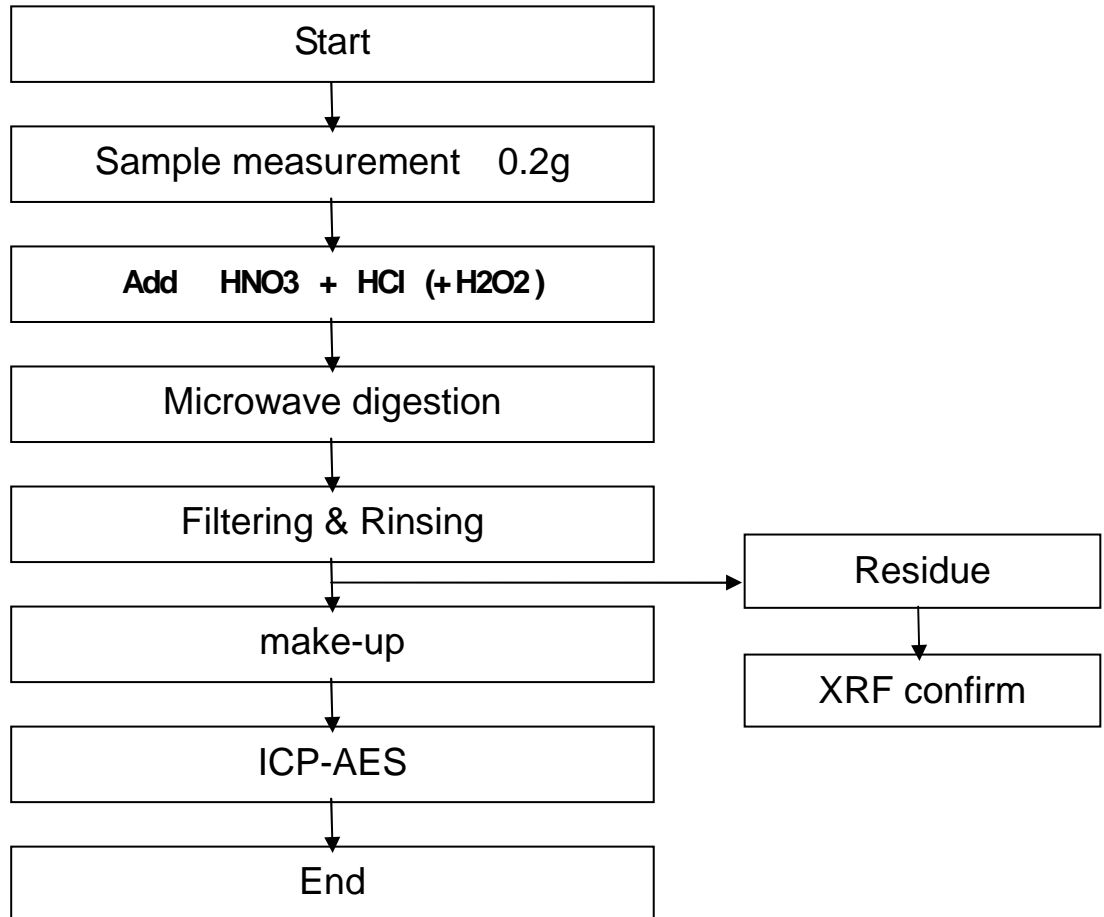 Start
Sample measurement 0.2g
Add HNO3 + HCl (+ H2O2 )
Microwave digestion
Filtering & Rinsing
Residue
make-up
XRF confirm
ICP-AES
End